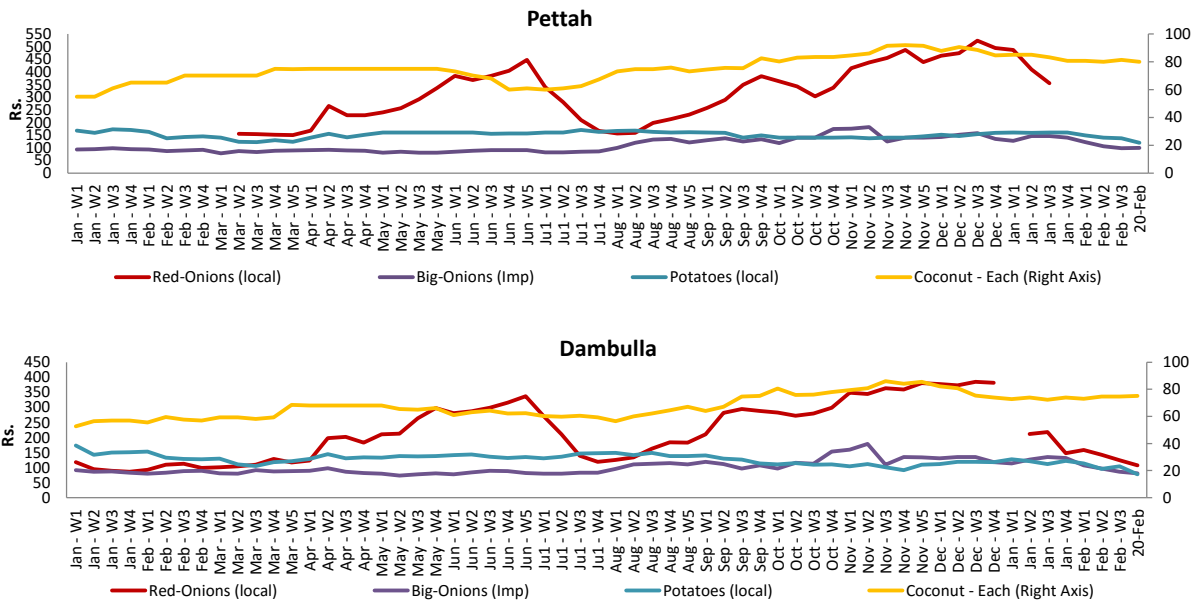 Pettah
Rs.
550
500
450
400
350
300
250
200
150
100
50
0
100
80
60
40
20
0
Jan - W1
Jan - W2
Jan - W3
Jan - W4
Feb - W1
Feb - W2
Feb - W3
Feb - W4
Mar - W1
Mar - W2
Mar - W3
Mar - W4
Mar - W5
Apr - W1
Apr - W2
Apr - W3
Apr - W4
May - W1
May - W2
May - W3
May - W4
Jun - W1
Jun - W2
Jun - W3
Jun - W4
Jun - W5
Ju1 - W1
Ju1 - W2
Ju1 - W3
Ju1 - W4
Aug - W1
Aug - W2
Aug - W3
Aug - W4
Aug - W5
Sep - W1
Sep - W2
Sep - W3
Sep - W4
Oct - W1
Oct - W2
Oct - W3
Oct - W4
Nov - W1
Nov - W2
Nov - W3
Nov - W4
Nov - W5
Dec - W1
Dec - W2
Dec - W3
Dec - W4
Jan - W1
Jan - W2
Jan - W3
Jan - W4
Feb - W1
Feb - W2
Feb - W3
20-Feb
Red-Onions (local) Big-Onions (Imp) Potatoes (local) Coconut - Each (Right Axis)
Dambulla
Rs.
450
400
350
300
250
200
150
100
50
0
100
80
60
40
20
0
Jan - W1
Jan - W2
Jan - W3
Jan - W4
Feb - W1
Feb - W2
Feb - W3
Feb - W4
Mar - W1
Mar - W2
Mar - W3
Mar - W4
Mar - W5
Apr - W1
Apr - W2
Apr - W3
Apr - W4
May - W1
May - W2
May - W3
May - W4
Jun - W1
Jun - W2
Jun - W3
Jun - W4
Jun - W5
Ju1 - W1
Ju1 - W2
Ju1 - W3
Ju1 - W4
Aug - W1
Aug - W2
Aug - W3
Aug - W4
Aug - W5
Sep - W1
Sep - W2
Sep - W3
Sep - W4
Oct - W1
Oct - W2
Oct - W3
Oct - W4
Nov - W1
Nov - W2
Nov - W3
Nov - W4
Nov - W5
Dec - W1
Dec - W2
Dec - W3
Dec - W4
Jan - W1
Jan - W2
Jan - W3
Jan - W4
Feb - W1
Feb - W2
Feb - W3
20-Feb
Red-Onions (local) Big-Onions (Imp) Potatoes (local) Coconut - Each (Right Axis)